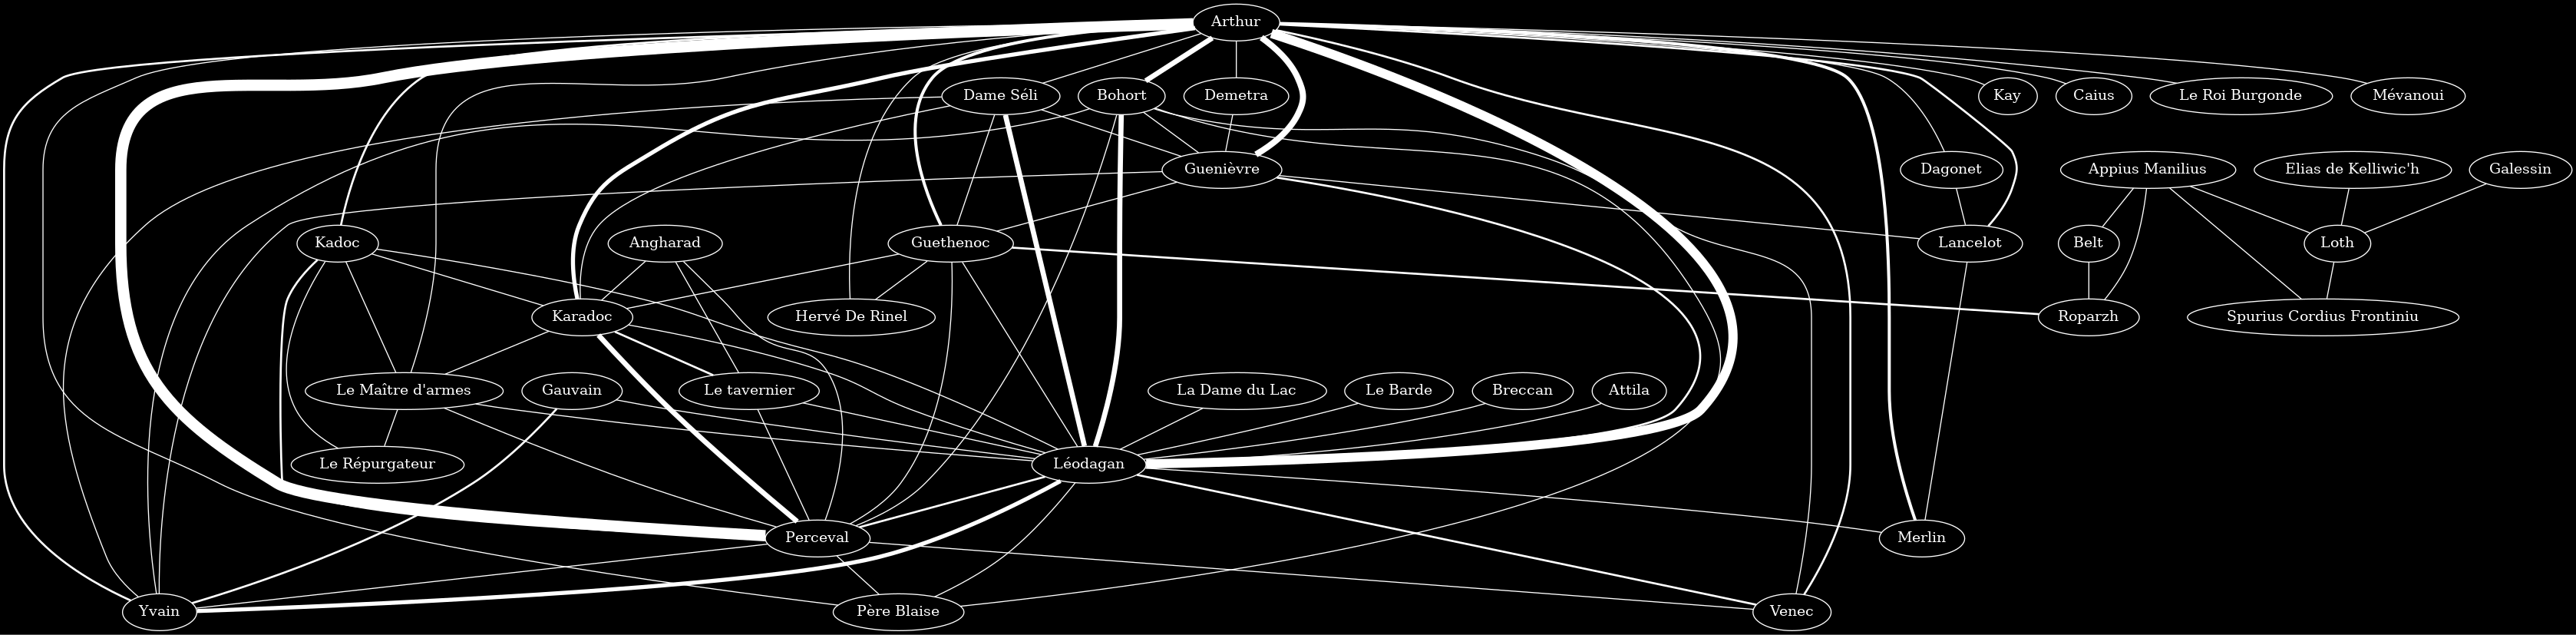 Arthur
Dame Séli
Bohort
Demetra
Kay
Caius
Le Roi Burgonde
Mévanoui
Guenièvre
Dagonet
Appius Manilius
Elias de Kelliwic'h
Galessin
Kadoc
Angharad
Guethenoc
Lancelot
Belt
Loth
Karadoc
Hervé De Rinel
Roparzh
Spurius Cordius Frontiniu
Le Maître d'armes
Gauvain
Le tavernier
La Dame du Lac
Le Barde
Breccan
Attila
Le Répurgateur
Léodagan
Perceval
Merlin
Yvain
Père Blaise
Venec